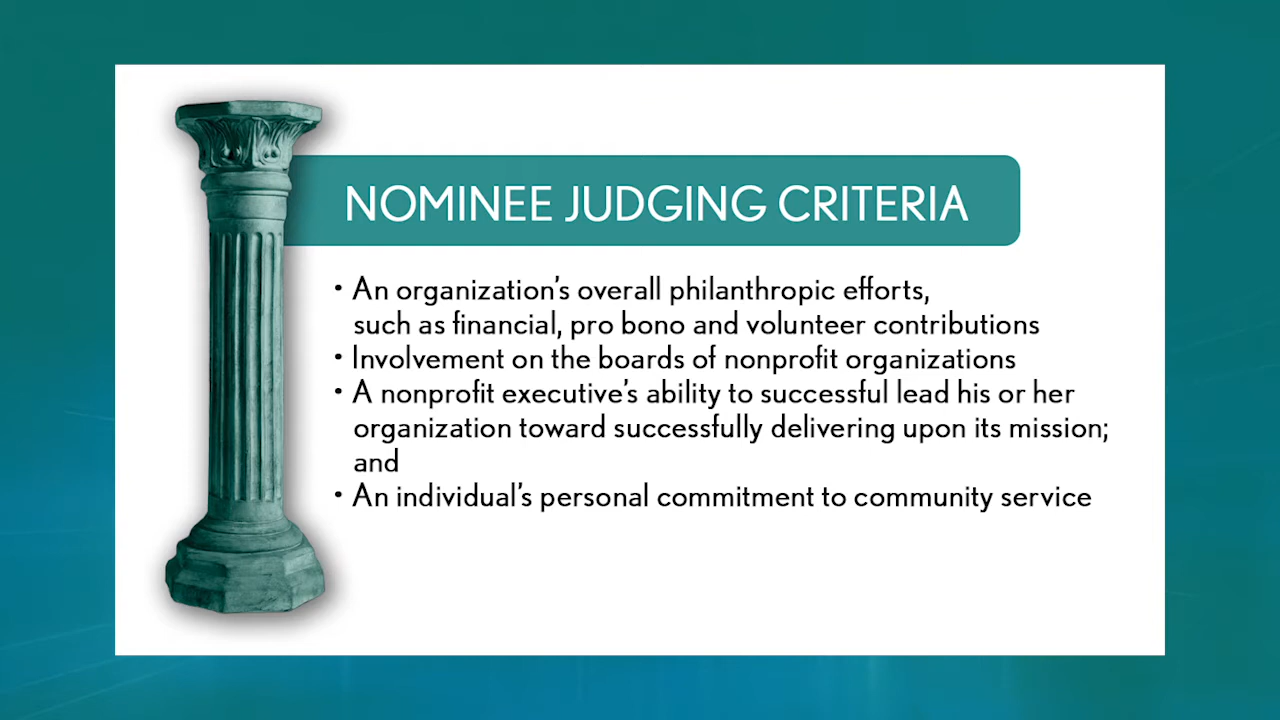 NOMINEE JUDGING CRITERIA
• An organization's overall philanthropic efforts,
such as financial, pro bono and volunteer contributions
• Involvement on the boards of nonprofit organizations
• A nonprofit executive's ability to successful lead his or her
organization toward successfully delivering upon its mission;
and
• An individual's personal commitment to community service